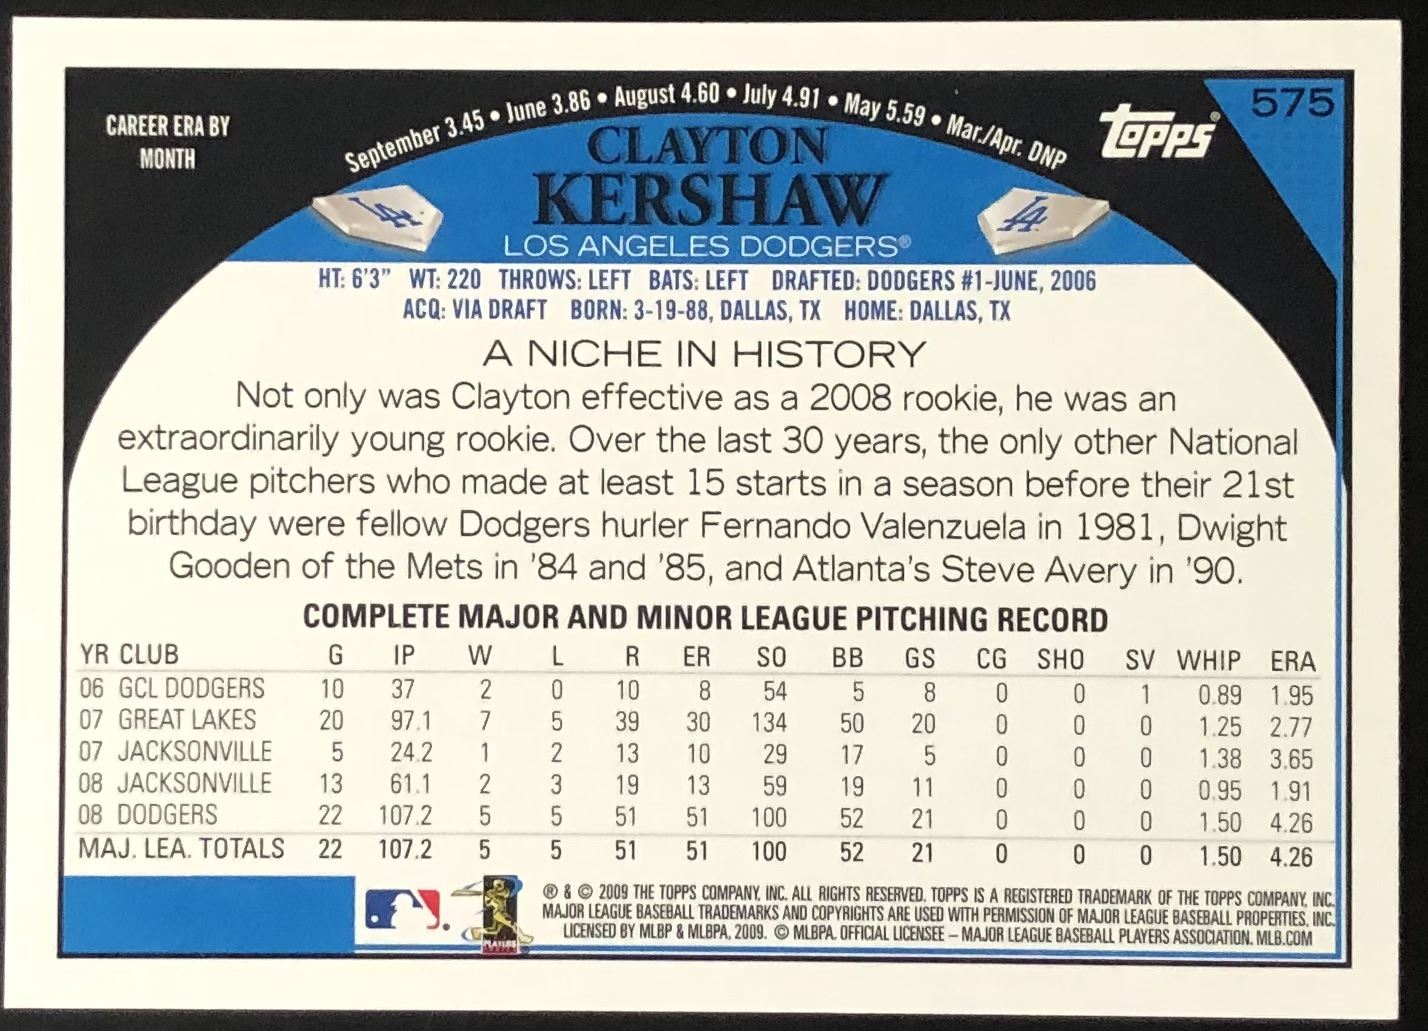 575
CAREER ERA BY
MONTH
September 3.45 • June 3.86 • August 4.60 • July 4.91 • May 5.59 • Mar./Apr. DNP
topps®
CLAYTON
KERSHAW
LOS ANGELES DODGERS®
LA
LA
HT: 6'3" WT: 220 THROWS: LEFT BATS: LEFT DRAFTED: DODGERS #1-JUNE, 2006
ACQ: VIA DRAFT BORN: 3-19-88, DALLAS, TX HOME: DALLAS, TX
A NICHE IN HISTORY
Not only was Clayton effective as a 2008 rookie, he was an
extraordinarily young rookie. Over the last 30 years, the only other National
League pitchers who made at least 15 starts in a season before their 21st
birthday were fellow Dodgers hurler Fernando Valenzuela in 1981, Dwight
Gooden of the Mets in '84 and '85, and Atlanta's Steve Avery in '90.
COMPLETE MAJOR AND MINOR LEAGUE PITCHING RECORD
YR CLUB G IP W L R ER SO BB GS CG SHO SV WHIP ERA
06 GCL DODGERS 10 37 2 0 10 8 54 5 8 0 0 1 0.89 1.95
07 GREAT LAKES 20 97.1 7 5 39 30 134 50 20 0 0 0 1.25 2.77
07 JACKSONVILLE 5 24.2 1 2 13 10 29 17 5 0 0 0 1.38 3.65
08 JACKSONVILLE 13 61.1 2 3 19 13 59 19 11 0 0 0 0.95 1.91
08 DODGERS 22 107.2 5 5 51 51 100 52 21 0 0 0 1.50 4.26
MAJ. LEA. TOTALS 22 107.2 5 5 51 51 100 52 21 0 0 0 1.50 4.26
® & © 2009 THE TOPPS COMPANY, INC. ALL RIGHTS RESERVED. TOPPS IS A REGISTERED TRADEMARK OF THE TOPPS COMPANY, INC.
MAJOR LEAGUE BASEBALL TRADEMARKS AND COPYRIGHTS ARE USED WITH PERMISSION OF MAJOR LEAGUE BASEBALL PROPERTIES, INC.
LICENSED BY MLBP & MLBPA, 2009. © MLBPA. OFFICIAL LICENSEE – MAJOR LEAGUE BASEBALL PLAYERS ASSOCIATION. MLB.COM
PLAYERS